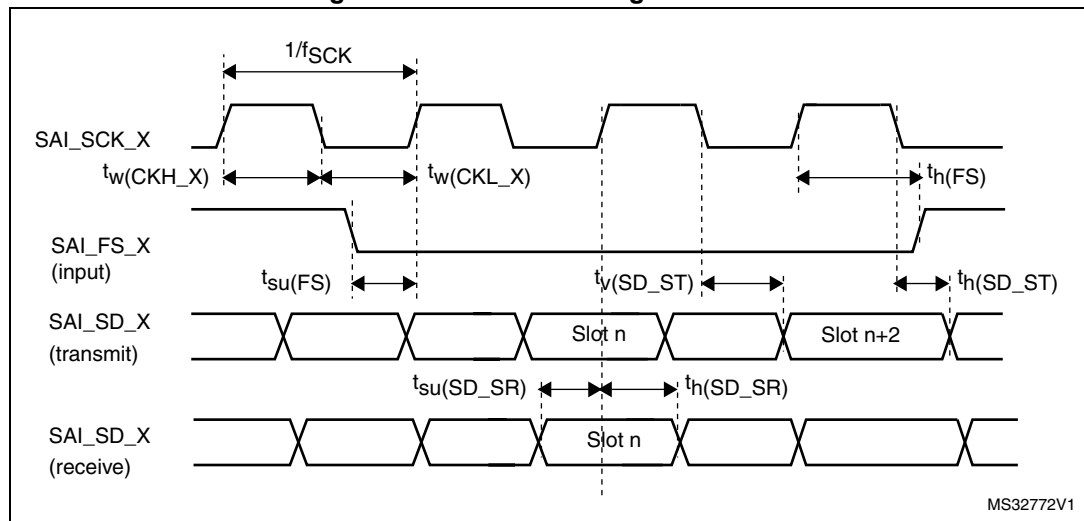 1/fSCK
SAI_SCK_X
tw(CKH_X)
tw(CKL_X)
th(FS)
SAI_FS_X
(input)
tsu(FS)
tv(SD_ST)
th(SD_ST)
SAI_SD_X
(transmit)
Slot n
Slot n+2
tsu(SD_SR)
th(SD_SR)
SAI_SD_X
(receive)
Slot n
MS32772V1